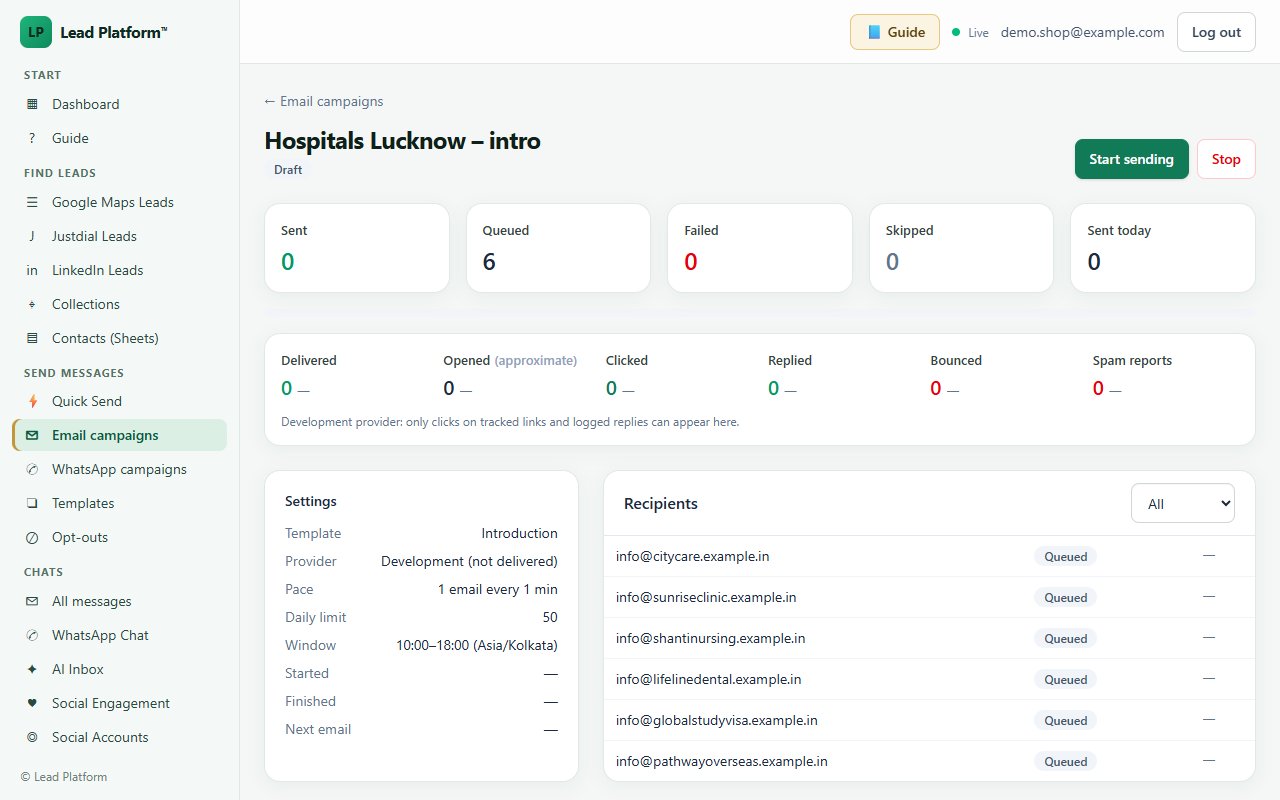 LP Lead Platform™
START
Dashboard
? Guide
FIND LEADS
Google Maps Leads
J Justdial Leads
in LinkedIn Leads
Collections
Contacts (Sheets)
SEND MESSAGES
Quick Send
Email campaigns
WhatsApp campaigns
Templates
Opt-outs
CHATS
All messages
WhatsApp Chat
AI Inbox
Social Engagement
Social Accounts
© Lead Platform
Guide Live demo.shop@example.com Log out
← Email campaigns
Hospitals Lucknow – intro
Draft
Start sending Stop
Sent Queued Failed Skipped Sent today
0 6 0 0 0
Delivered Opened (approximate) Clicked Replied Bounced Spam reports
0 — 0 — 0 — 0 — 0 — 0 —
Development provider: only clicks on tracked links and logged replies can appear here.
Settings
Template Introduction
Provider Development (not delivered)
Pace 1 email every 1 min
Daily limit 50
Window 10:00–18:00 (Asia/Kolkata)
Started —
Finished —
Next email —
Recipients All
info@citycare.example.in Queued —
info@sunriseclinic.example.in Queued —
info@shantinursing.example.in Queued —
info@lifelinedental.example.in Queued —
info@globalstudyvisa.example.in Queued —
info@pathwayoverseas.example.in Queued —